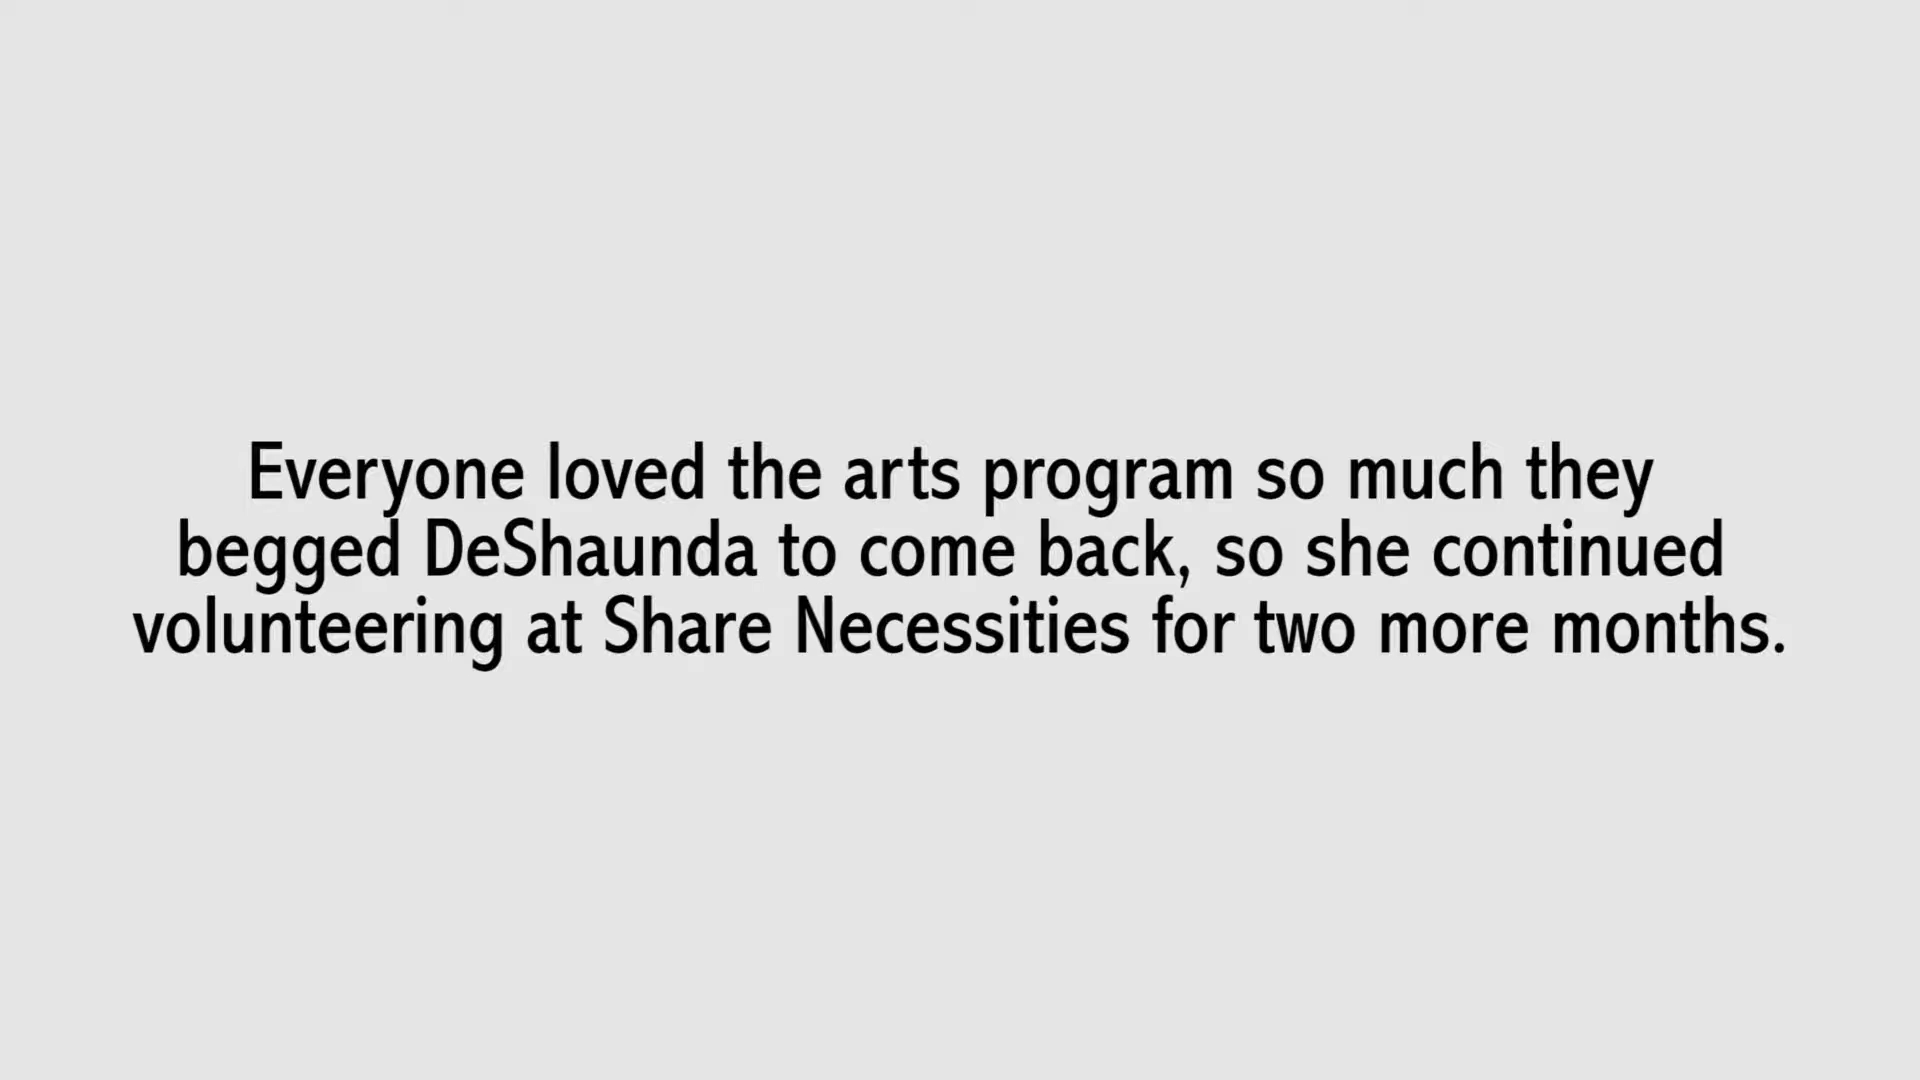 Everyone loved the arts program so much they
begged DeShaunda to come back, so she continued
volunteering at Share Necessities for two more months.